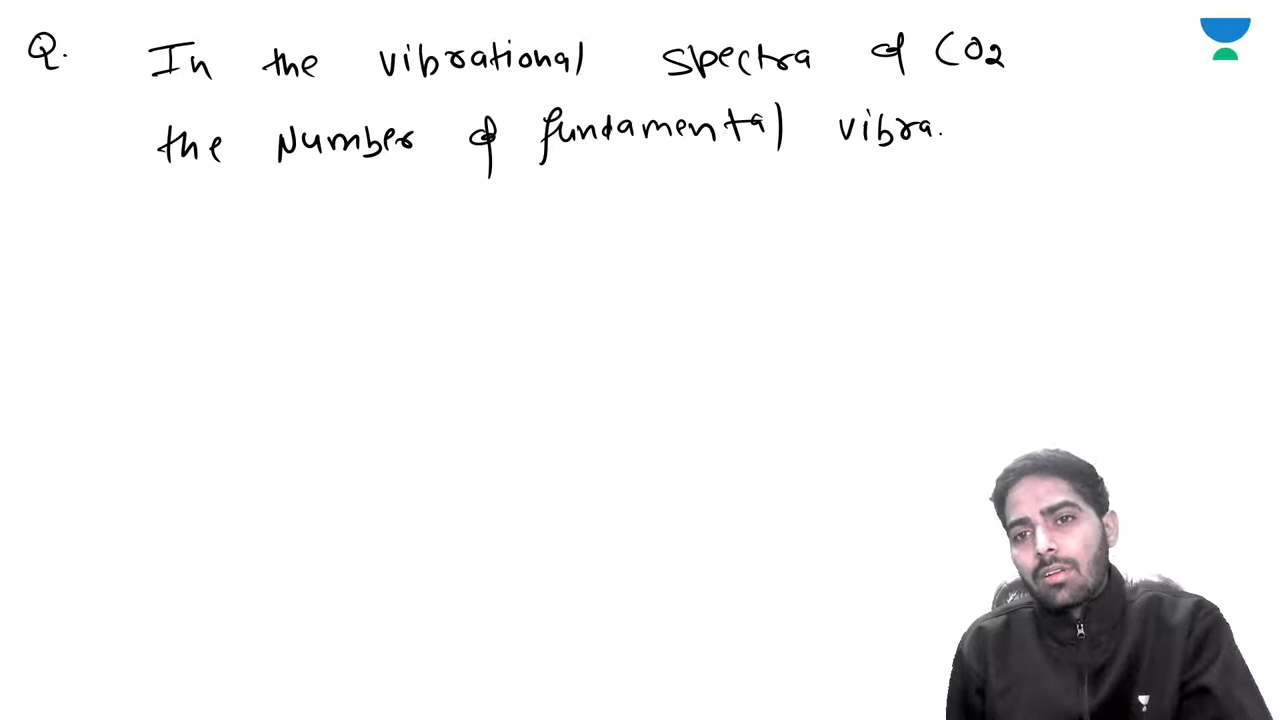 Q. In the vibrational spectra of CO2
the Number of fundamental vibra.